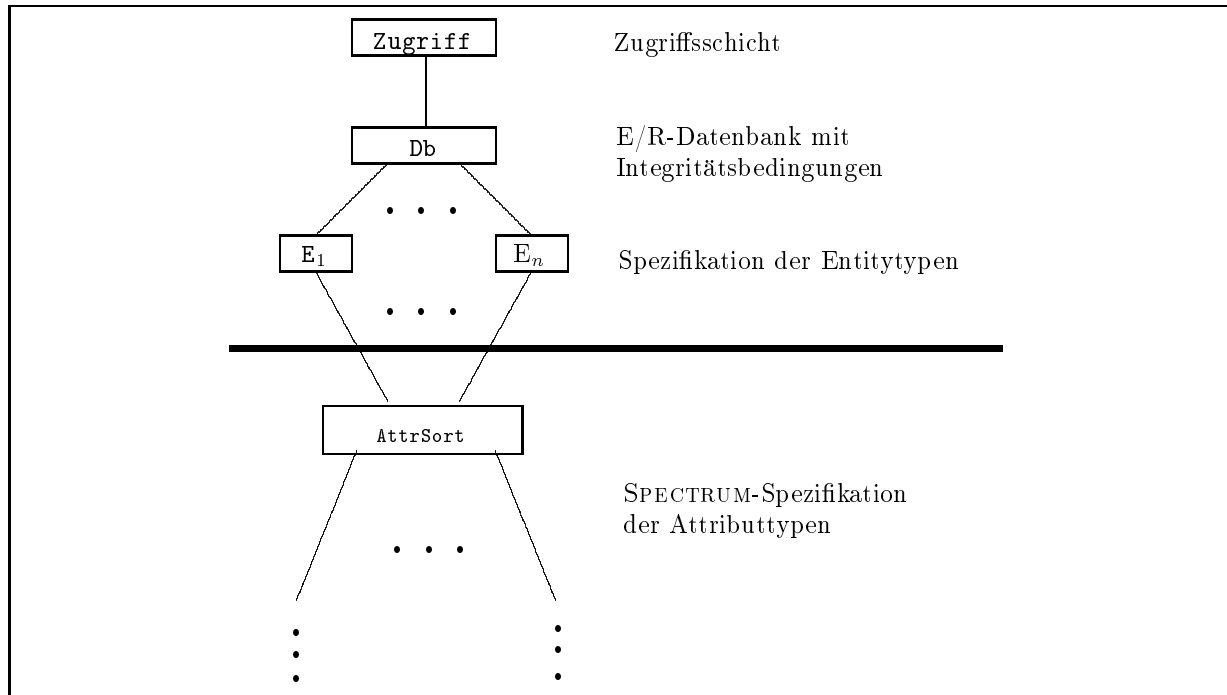 Zugriff
Zugriffsschicht
Db
E/R-Datenbank mit
Integritätsbedingungen
. . .
E₁
Eₙ
Spezifikation der Entitytypen
. . .
AttrSort
SPECTRUM-Spezifikation
der Attributtypen
. . .